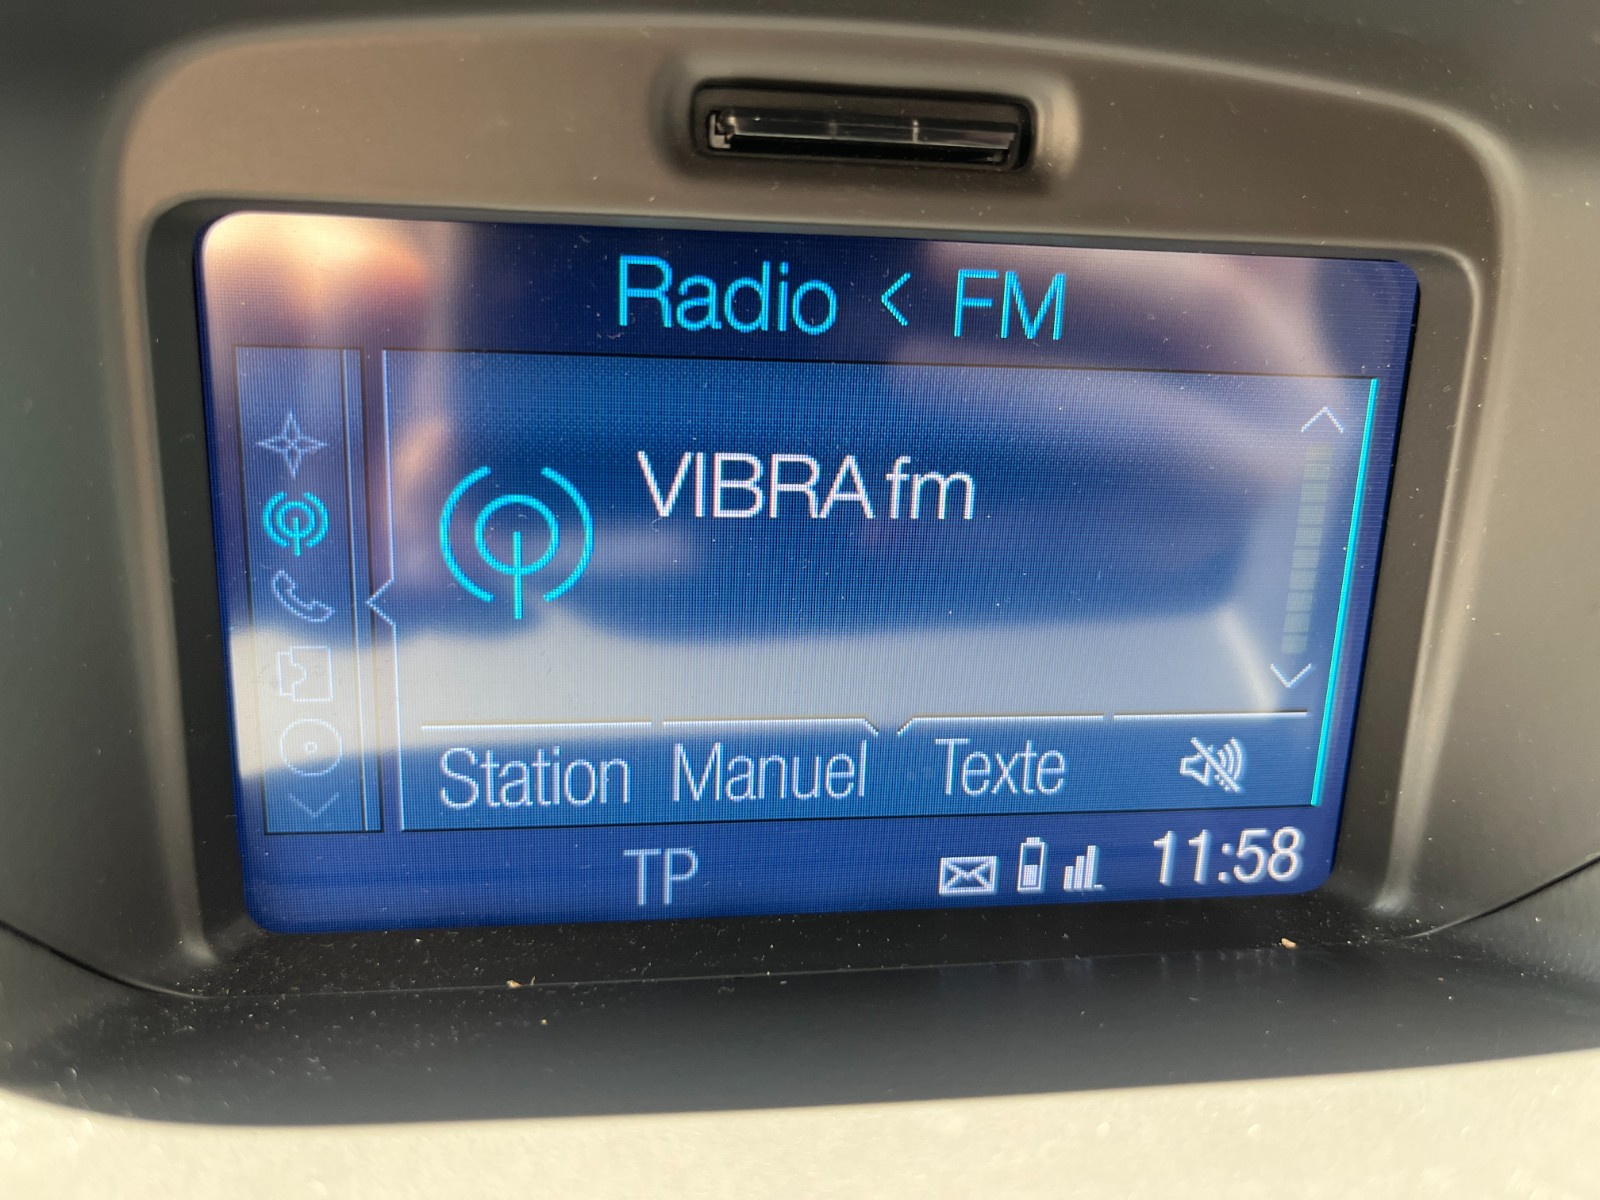 Radio < FM
VIBRA fm
Station Manuel Texte
TP 11:58